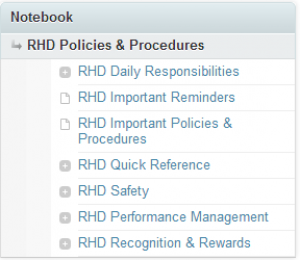 Notebook
RHD Policies & Procedures
RHD Daily Responsibilities
RHD Important Reminders
RHD Important Policies &
Procedures
RHD Quick Reference
RHD Safety
RHD Performance Management
RHD Recognition & Rewards